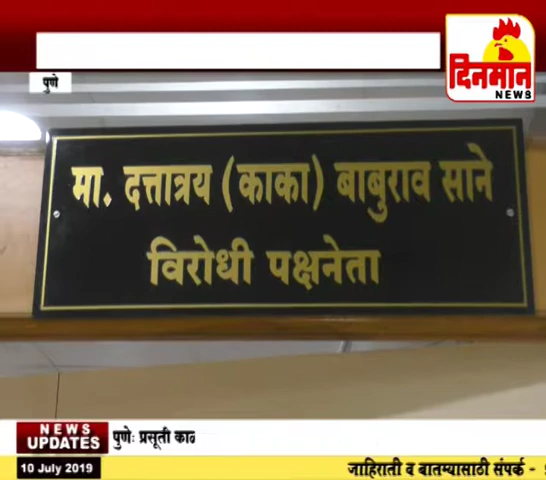 दिनमान
NEWS
पुणे
मा. दत्तात्रय (काका) बाबुराव साने
विरोधी पक्षनेता
NEWS
UPDATES
पुणेः प्रसूती
10 July 2019
जाहिराती व बातम्यासाठी संपर्क -